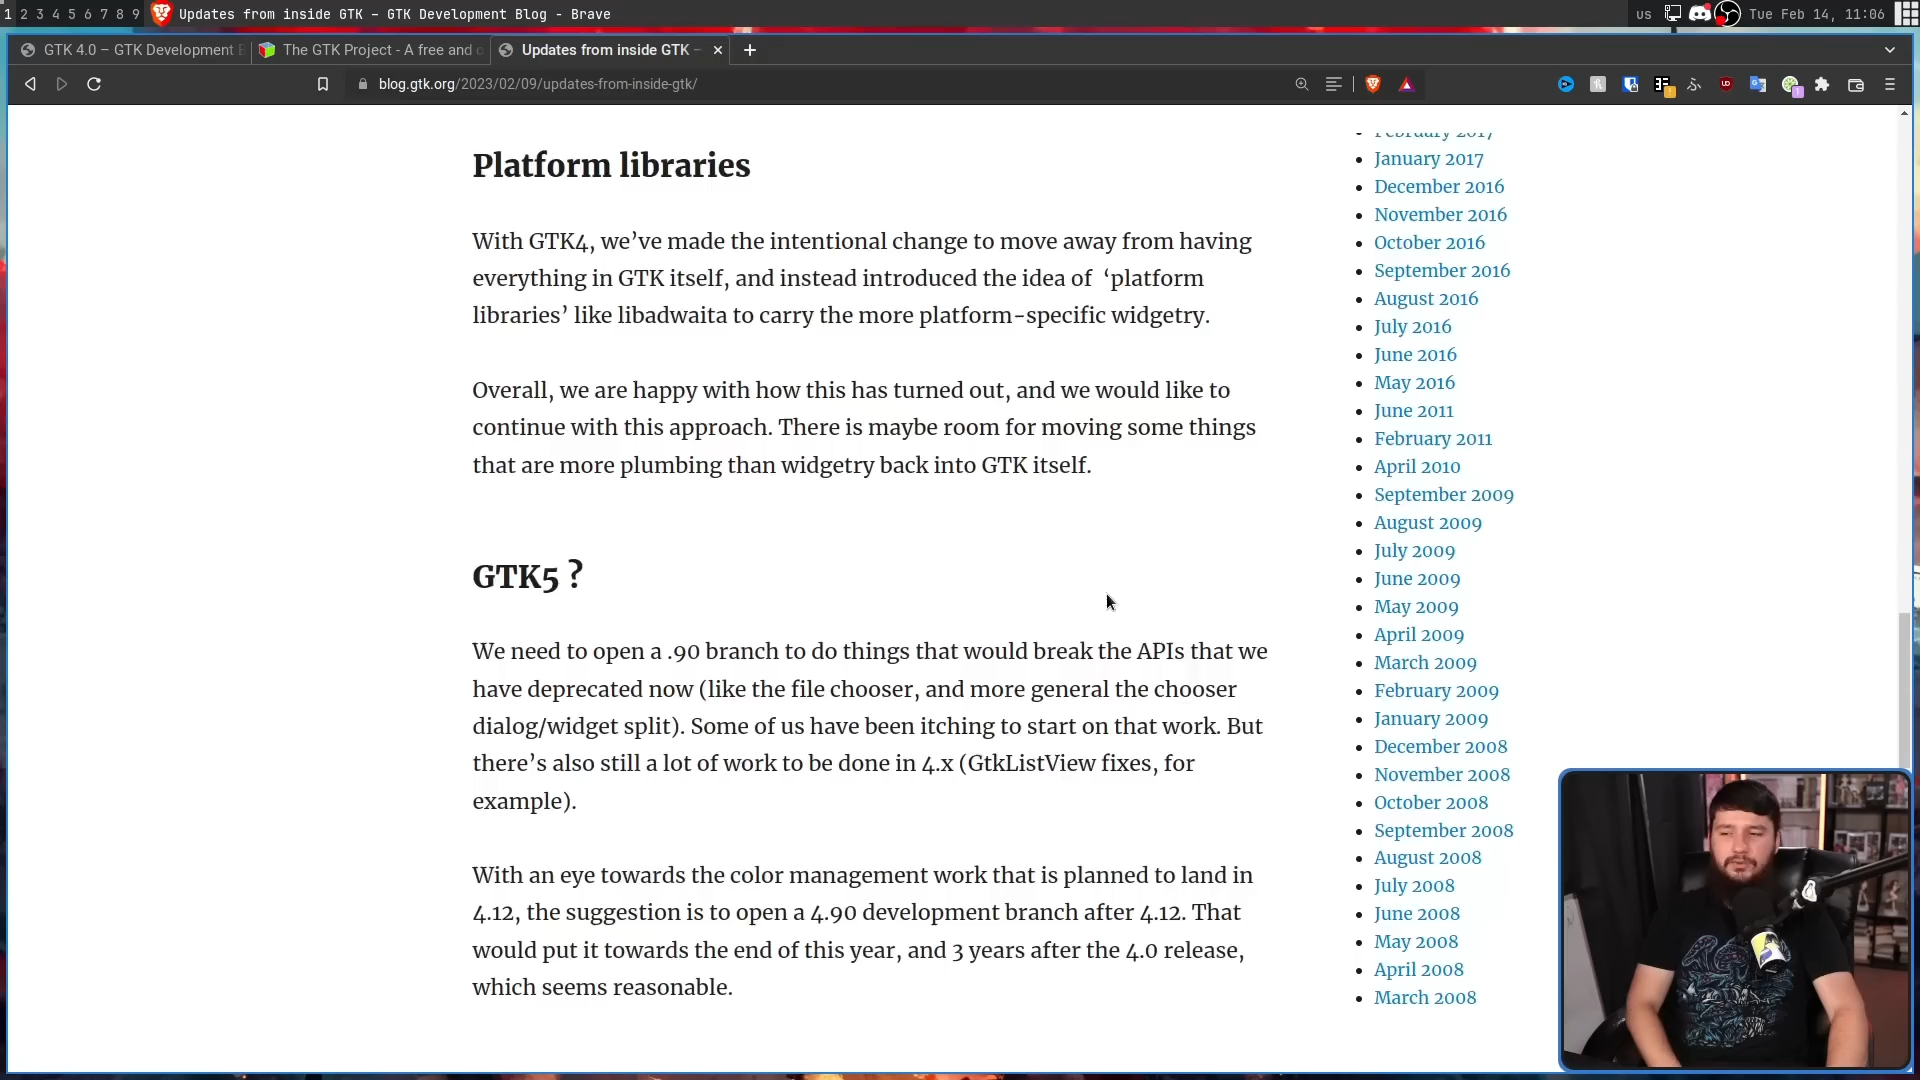 1 2 3 4 5 6 7 8 9 Updates from inside GTK – GTK Development Blog - Brave
us Tue Feb 14, 11:06
GTK 4.0 – GTK Development B
The GTK Project - A free and o
Updates from inside GTK –
blog.gtk.org/2023/02/09/updates-from-inside-gtk/
Platform libraries
With GTK4, we’ve made the intentional change to move away from having
everything in GTK itself, and instead introduced the idea of ‘platform
libraries’ like libadwaita to carry the more platform-specific widgetry.
Overall, we are happy with how this has turned out, and we would like to
continue with this approach. There is maybe room for moving some things
that are more plumbing than widgetry back into GTK itself.
GTK5 ?
We need to open a .90 branch to do things that would break the APIs that we
have deprecated now (like the file chooser, and more general the chooser
dialog/widget split). Some of us have been itching to start on that work. But
there’s also still a lot of work to be done in 4.x (GtkListView fixes, for
example).
With an eye towards the color management work that is planned to land in
4.12, the suggestion is to open a 4.90 development branch after 4.12. That
would put it towards the end of this year, and 3 years after the 4.0 release,
which seems reasonable.
February 2017
January 2017
December 2016
November 2016
October 2016
September 2016
August 2016
July 2016
June 2016
May 2016
June 2011
February 2011
April 2010
September 2009
August 2009
July 2009
June 2009
May 2009
April 2009
March 2009
February 2009
January 2009
December 2008
November 2008
October 2008
September 2008
August 2008
July 2008
June 2008
May 2008
April 2008
March 2008